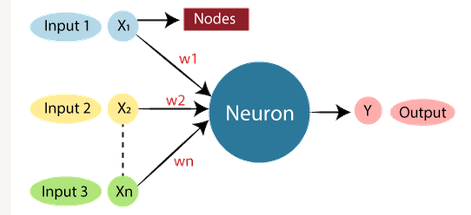 Input 1 X₁ Nodes
w1
Input 2 X₂ w2 Neuron Y Output
wn
Input 3 Xn